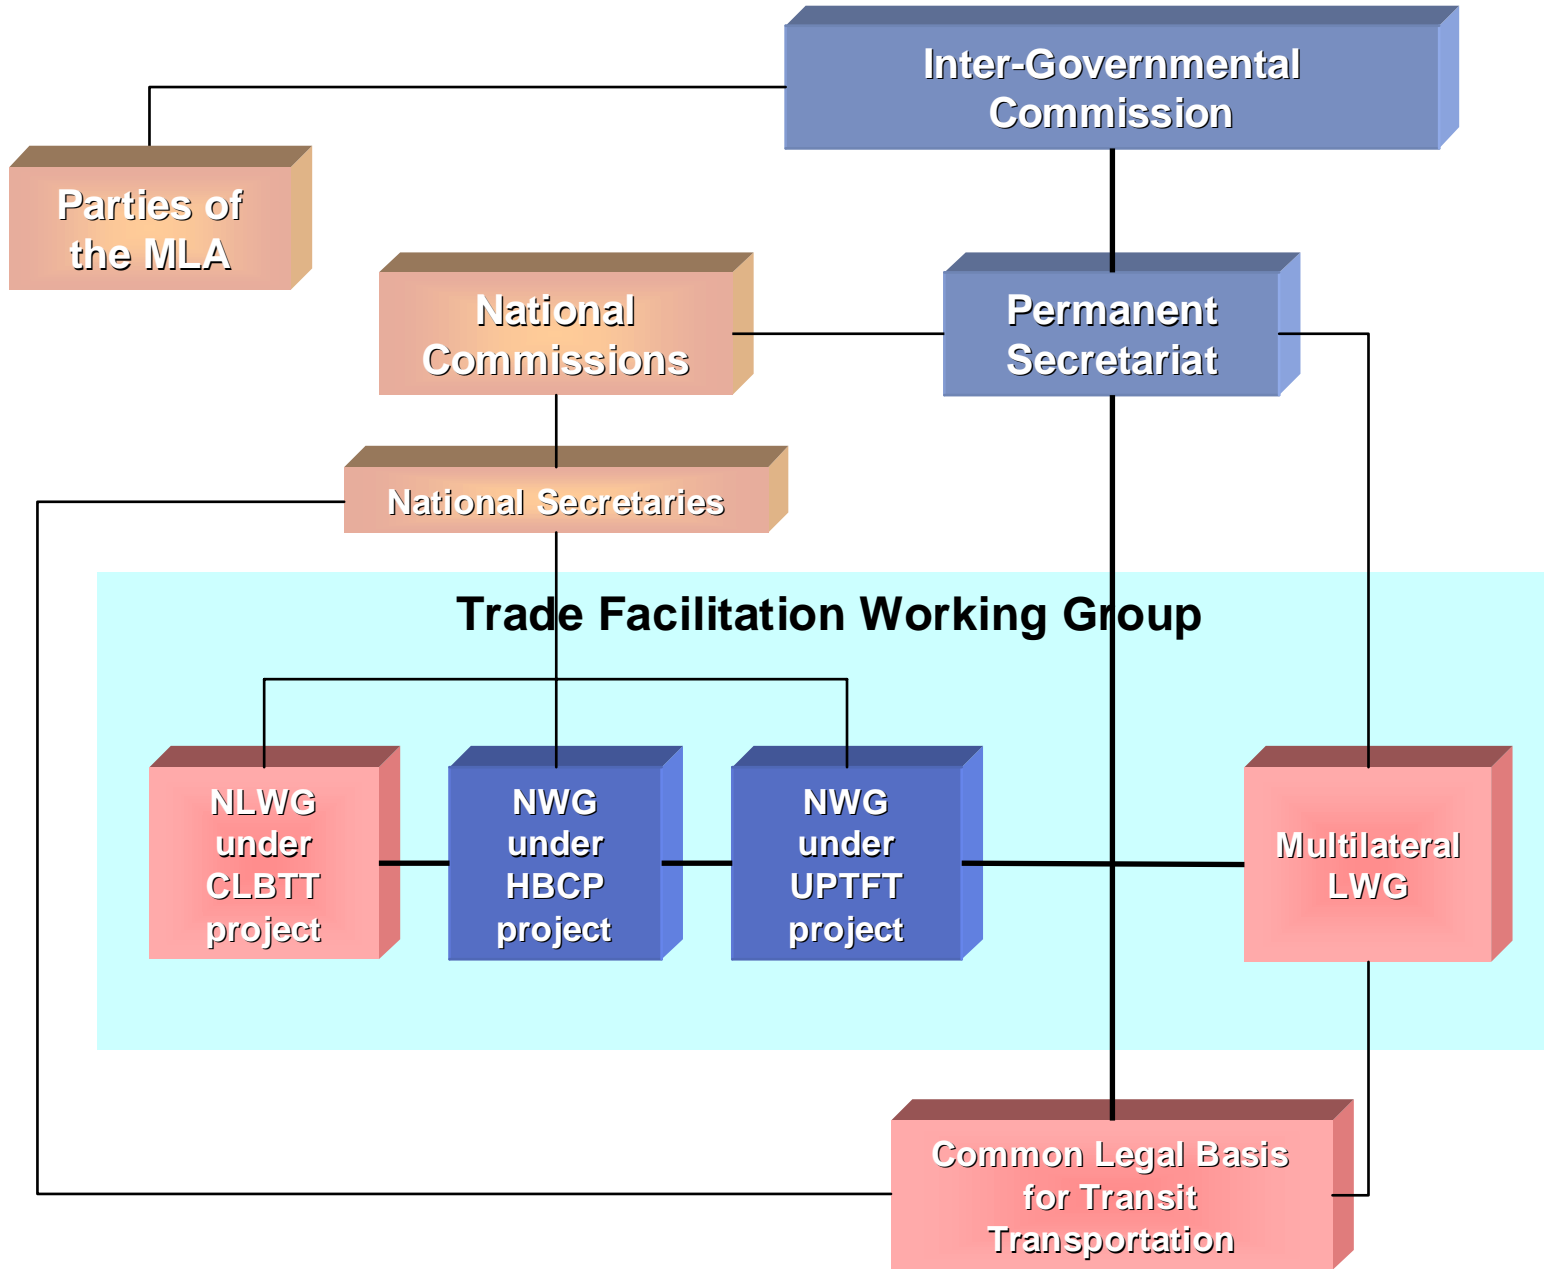 Inter-Governmental
Commission
Parties of
the MLA
National
Commissions
Permanent
Secretariat
National Secretaries
Trade Facilitation Working Group
NLWG
under
CLBTT
project
NWG
under
HBCP
project
NWG
under
UPTFT
project
Multilateral
LWG
Common Legal Basis
for Transit
Transportation